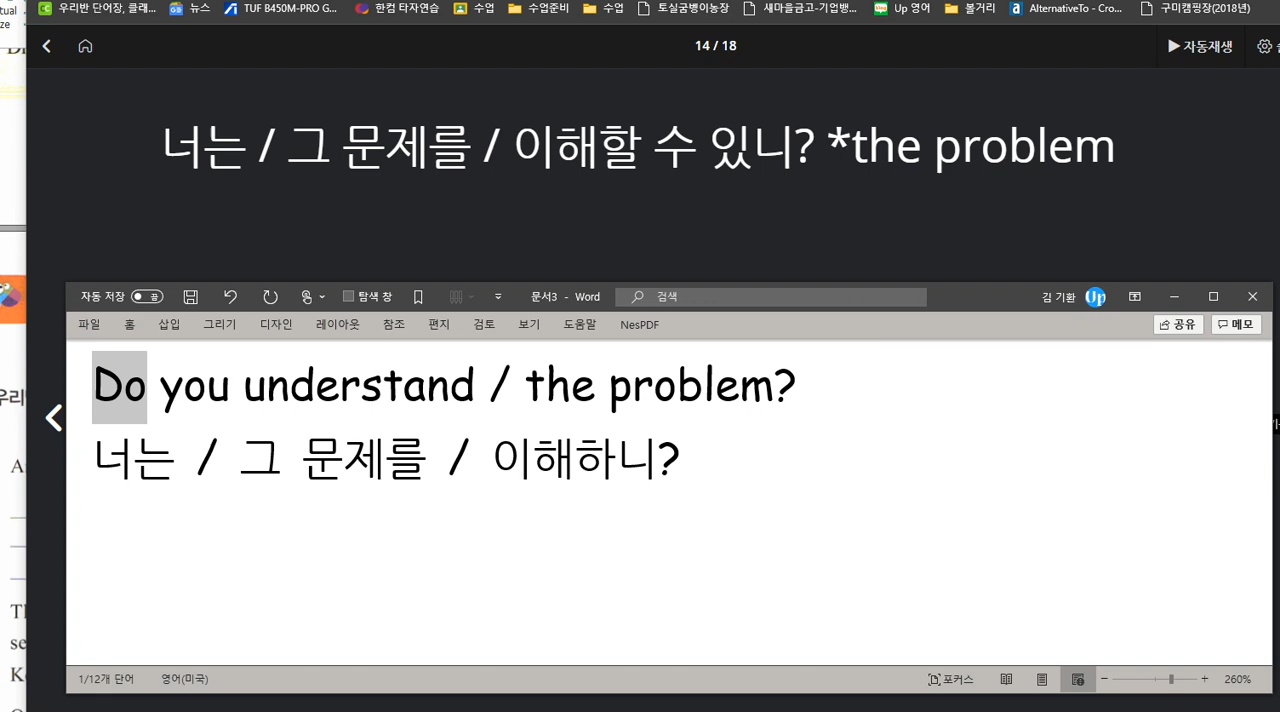 우리반 단어장, 클래... 뉴스 TUF B450M-PRO G... 한컴 타자연습 수업 수업준비 수업 토실굼벵이농장 새마을금고-기업뱅... Up 영어 볼거리 AlternativeTo - Cro... 구미캠핑장(2018년)
14 / 18 ▶자동재생
너는 / 그 문제를 / 이해할 수 있니? *the problem
자동 저장 끔 탐색 창 문서3 - Word 검색 김 기환 Up
파일 홈 삽입 그리기 디자인 레이아웃 참조 편지 검토 보기 도움말 NesPDF 공유 메모
Do you understand / the problem?
너는 / 그 문제를 / 이해하니?
1/12개 단어 영어(미국) 포커스 260%